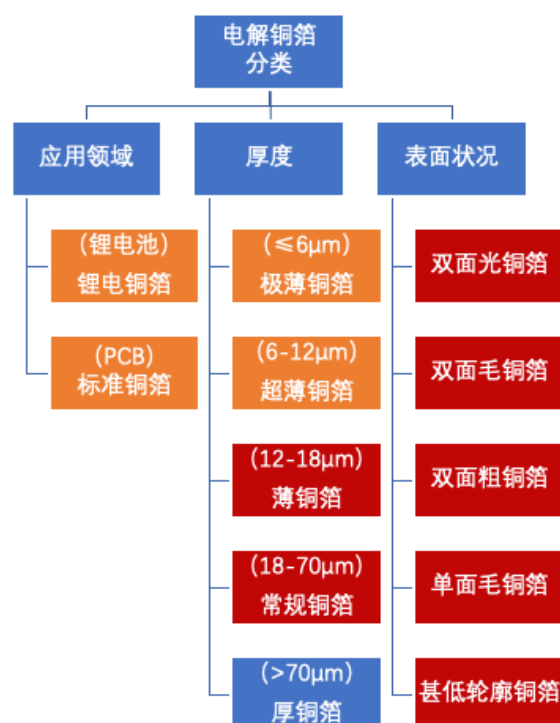 电解铜箔
分类
应用领域
(锂电池)
锂电铜箔
(PCB)
标准铜箔
厚度
(≤6μm)
极薄铜箔
(6-12μm)
超薄铜箔
(12-18μm)
薄铜箔
(18-70μm)
常规铜箔
(>70μm)
厚铜箔
表面状况
双面光铜箔
双面毛铜箔
双面粗铜箔
单面毛铜箔
甚低轮廓铜箔